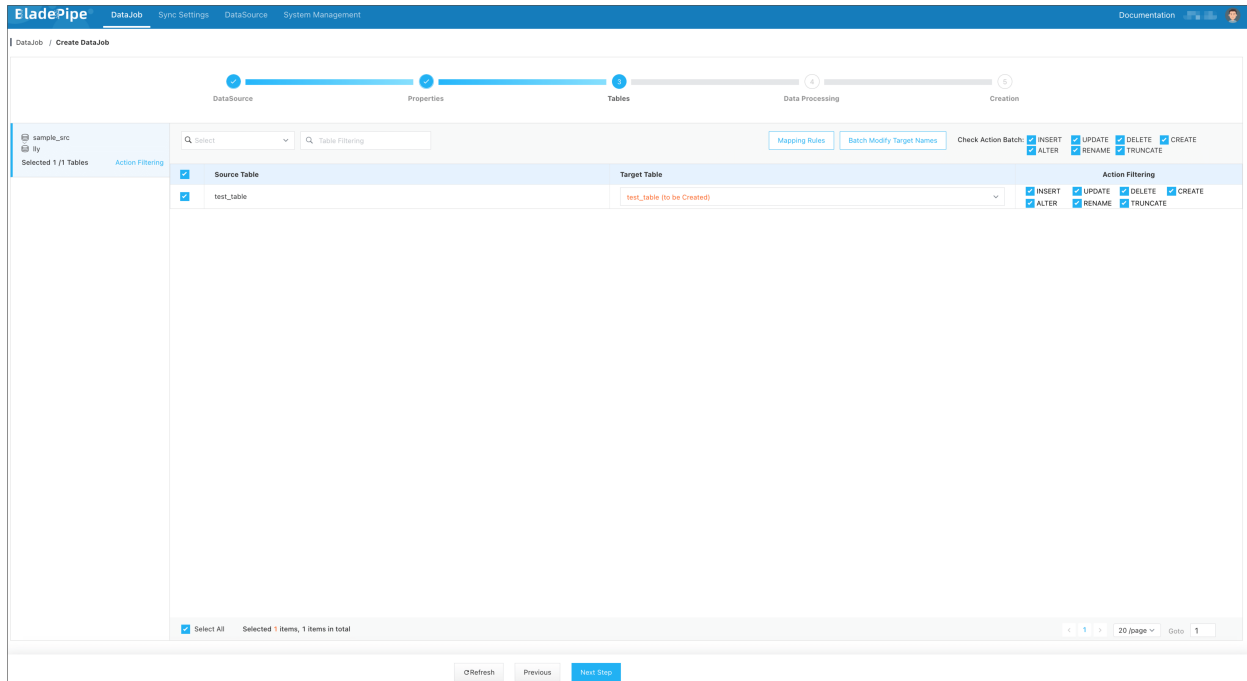 BladePipe DataJob Sync Settings DataSource System Management Documentation
DataJob / Create DataJob
3 4 5
DataSource Properties Tables Data Processing Creation
sample_src
lly
Selected 1 /1 Tables Action Filtering
Select Table Filtering Mapping Rules Batch Modify Target Names Check Action Batch: INSERT UPDATE DELETE CREATE
ALTER RENAME TRUNCATE
Source Table Target Table Action Filtering
test_table test_table (to be Created) INSERT UPDATE DELETE CREATE
ALTER RENAME TRUNCATE
Select All Selected 1 items, 1 items in total 1 20 /page Goto 1
Refresh Previous Next Step